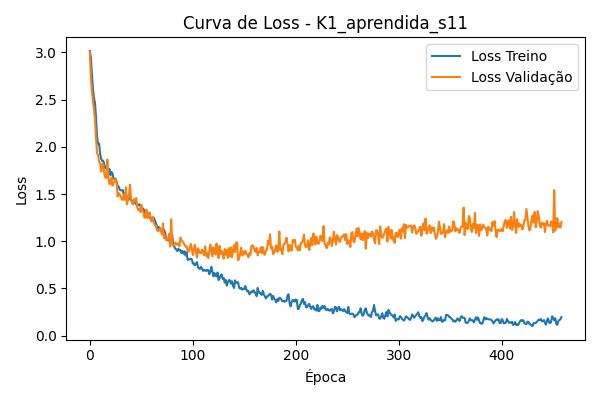 Curva de Loss - K1_aprendida_s11
Loss Treino
Loss Validação
3.0
2.5
2.0
1.5
1.0
0.5
0.0
Loss
0 100 200 300 400
Época